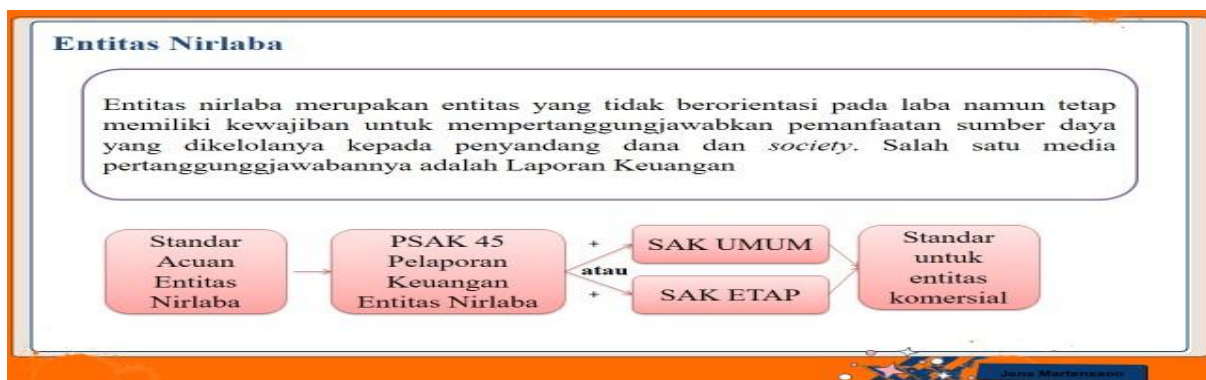 Entitas Nirlaba
Entitas nirlaba merupakan entitas yang tidak berorientasi pada laba namun tetap
memiliki kewajiban untuk mempertanggungjawabkan pemanfaatan sumber daya
yang dikelolanya kepada penyandang dana dan society. Salah satu media
pertanggunggjawabannya adalah Laporan Keuangan
Standar
Acuan
Entitas
Nirlaba
PSAK 45
Pelaporan
Keuangan
Entitas Nirlaba
+
atau
+
SAK UMUM
SAK ETAP
Standar
untuk
entitas
komersial
Jens Martensson